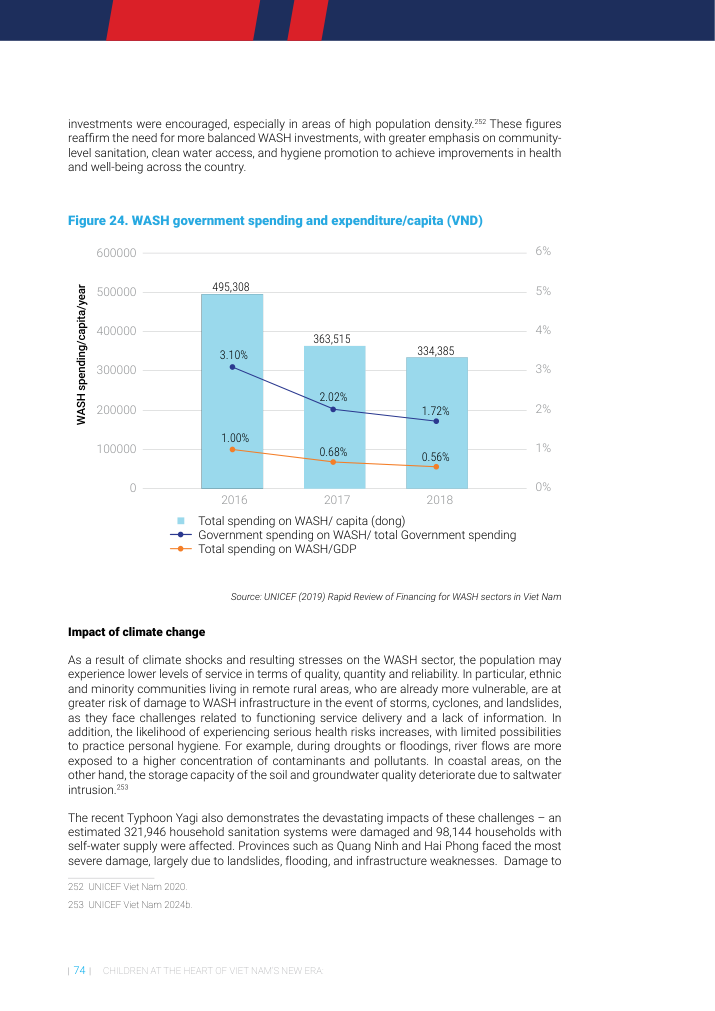 investments were encouraged, especially in areas of high population density.252 These figures
reaffirm the need for more balanced WASH investments, with greater emphasis on community-
level sanitation, clean water access, and hygiene promotion to achieve improvements in health
and well-being across the country.
Figure 24. WASH government spending and expenditure/capita (VND)
WASH spending/capita/year
600000
500000
400000
300000
200000
100000
0
6%
5%
4%
3%
2%
1%
0%
495,308
363,515
334,385
3.10%
2.02%
1.72%
1.00%
0.68%
0.56%
2016
2017
2018
Total spending on WASH/ capita (dong)
Government spending on WASH/ total Government spending
Total spending on WASH/GDP
Source: UNICEF (2019) Rapid Review of Financing for WASH sectors in Viet Nam
Impact of climate change
As a result of climate shocks and resulting stresses on the WASH sector, the population may
experience lower levels of service in terms of quality, quantity and reliability. In particular, ethnic
and minority communities living in remote rural areas, who are already more vulnerable, are at
greater risk of damage to WASH infrastructure in the event of storms, cyclones, and landslides,
as they face challenges related to functioning service delivery and a lack of information. In
addition, the likelihood of experiencing serious health risks increases, with limited possibilities
to practice personal hygiene. For example, during droughts or floodings, river flows are more
exposed to a higher concentration of contaminants and pollutants. In coastal areas, on the
other hand, the storage capacity of the soil and groundwater quality deteriorate due to saltwater
intrusion.253
The recent Typhoon Yagi also demonstrates the devastating impacts of these challenges – an
estimated 321,946 household sanitation systems were damaged and 98,144 households with
self-water supply were affected. Provinces such as Quang Ninh and Hai Phong faced the most
severe damage, largely due to landslides, flooding, and infrastructure weaknesses. Damage to
252 UNICEF Viet Nam 2020.
253 UNICEF Viet Nam 2024b.
| 74 | CHILDREN AT THE HEART OF VIET NAM'S NEW ERA